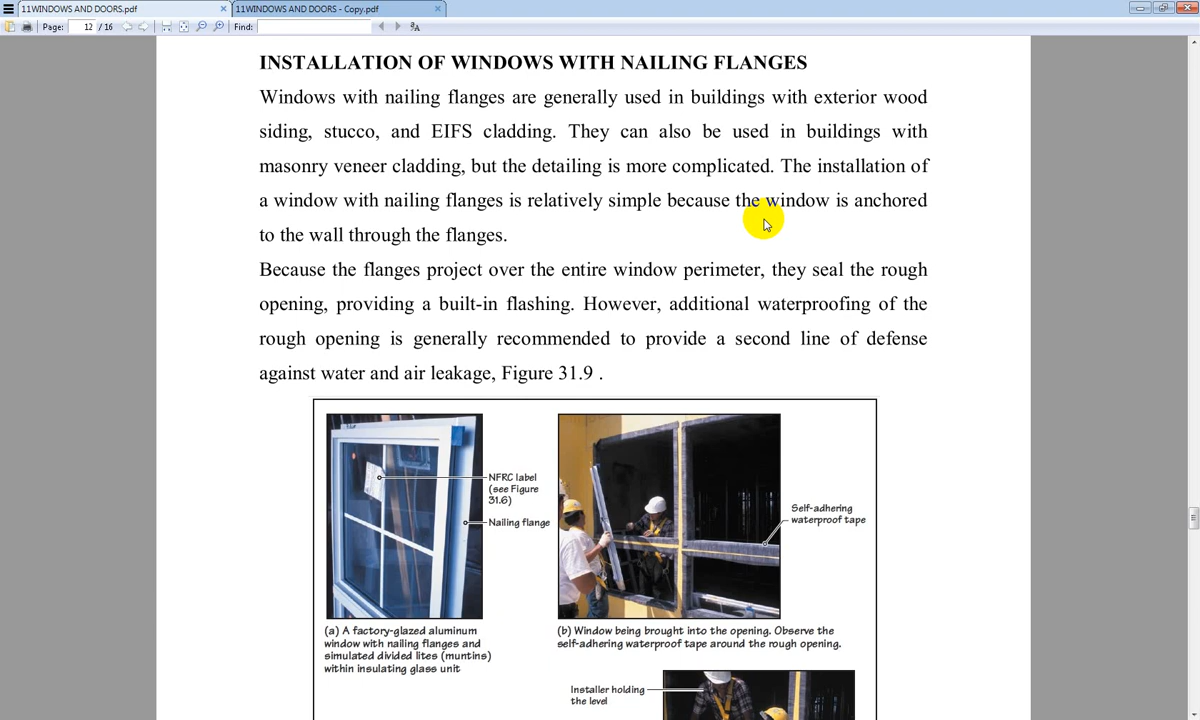 11WINDOWS AND DOORS.pdf
11WINDOWS AND DOORS - Copy.pdf
Page: 12 / 16
Find:
INSTALLATION OF WINDOWS WITH NAILING FLANGES
Windows with nailing flanges are generally used in buildings with exterior wood
siding, stucco, and EIFS cladding. They can also be used in buildings with
masonry veneer cladding, but the detailing is more complicated. The installation of
a window with nailing flanges is relatively simple because the window is anchored
to the wall through the flanges.
Because the flanges project over the entire window perimeter, they seal the rough
opening, providing a built-in flashing. However, additional waterproofing of the
rough opening is generally recommended to provide a second line of defense
against water and air leakage, Figure 31.9 .
NFRC label
(see Figure
31.6)
Nailing flange
Self-adhering
waterproof tape
(a) A factory-glazed aluminum
window with nailing flanges and
simulated divided lites (muntins)
within insulating glass unit
(b) Window being brought into the opening. Observe the
self-adhering waterproof tape around the rough opening.
Installer holding
the level